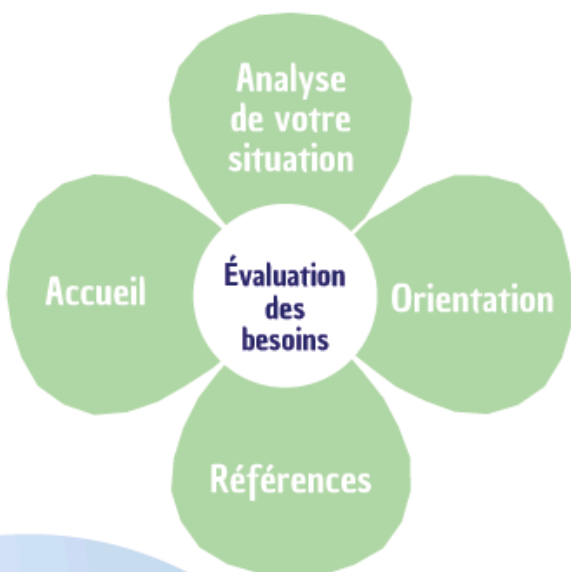 Analyse
de votre
situation
Accueil
Évaluation
des
besoins
Orientation
Références